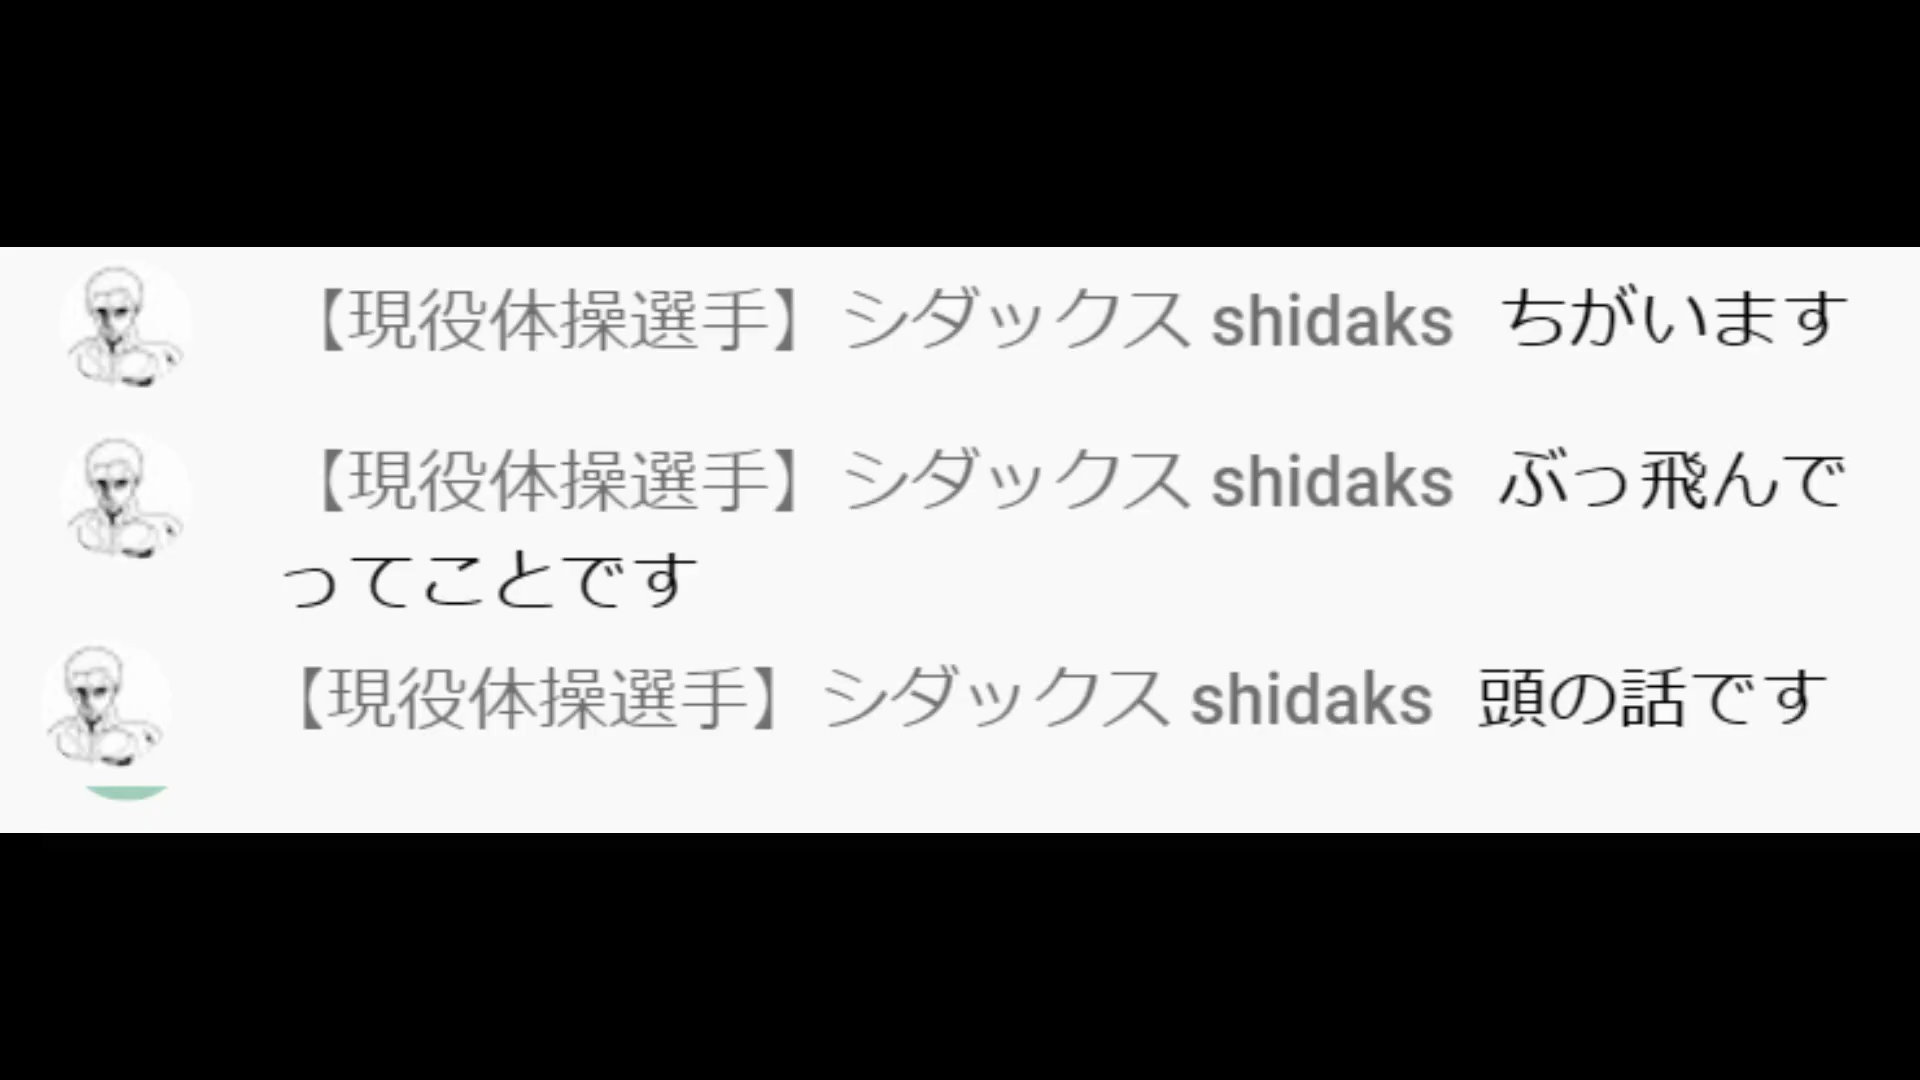 【現役体操選手】シダックス shidaks ちがいます
【現役体操選手】シダックス shidaks ぶっ飛んで
ってことです
【現役体操選手】シダックス shidaks 頭の話です